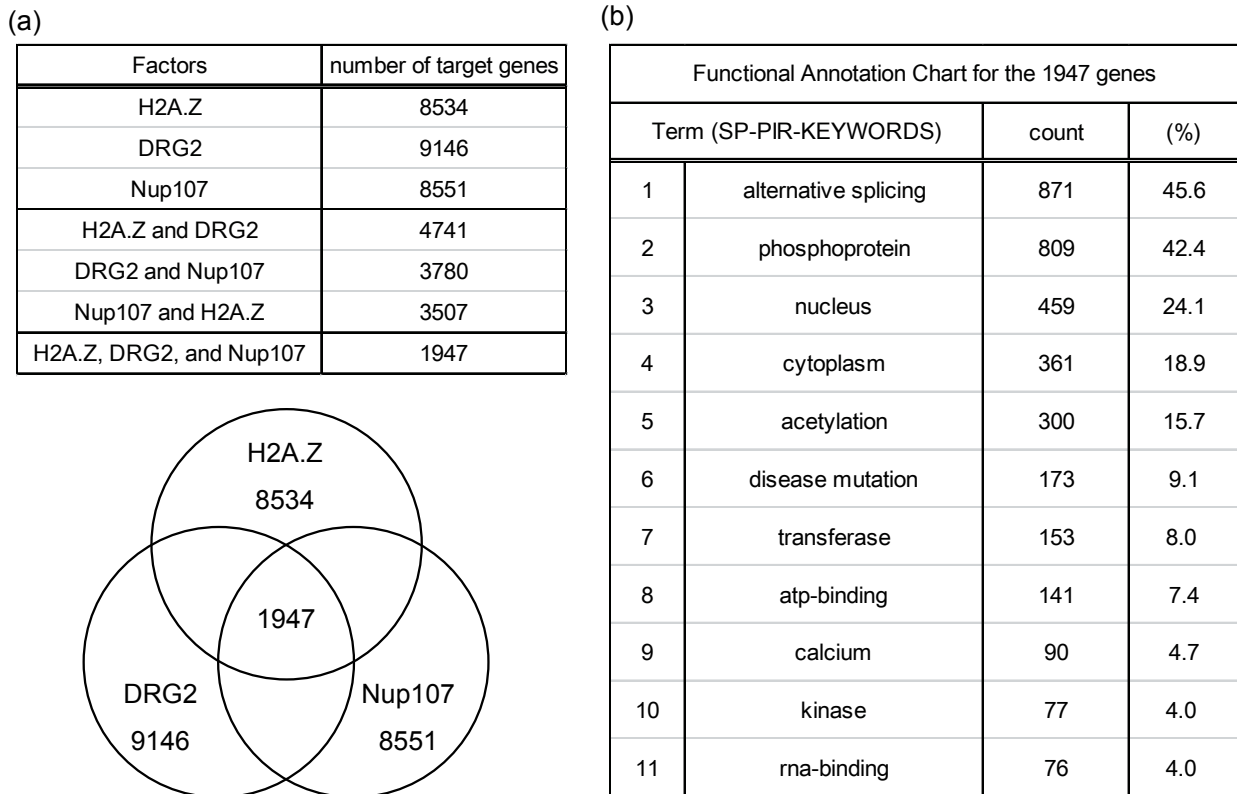 (a)
Factors number of target genes
H2A.Z 8534
DRG2 9146
Nup107 8551
H2A.Z and DRG2 4741
DRG2 and Nup107 3780
Nup107 and H2A.Z 3507
H2A.Z, DRG2, and Nup107 1947
H2A.Z
8534
1947
DRG2 Nup107
9146 8551
(b)
Functional Annotation Chart for the 1947 genes
Term (SP-PIR-KEYWORDS) count (%)
1 alternative splicing 871 45.6
2 phosphoprotein 809 42.4
3 nucleus 459 24.1
4 cytoplasm 361 18.9
5 acetylation 300 15.7
6 disease mutation 173 9.1
7 transferase 153 8.0
8 atp-binding 141 7.4
9 calcium 90 4.7
10 kinase 77 4.0
11 rna-binding 76 4.0